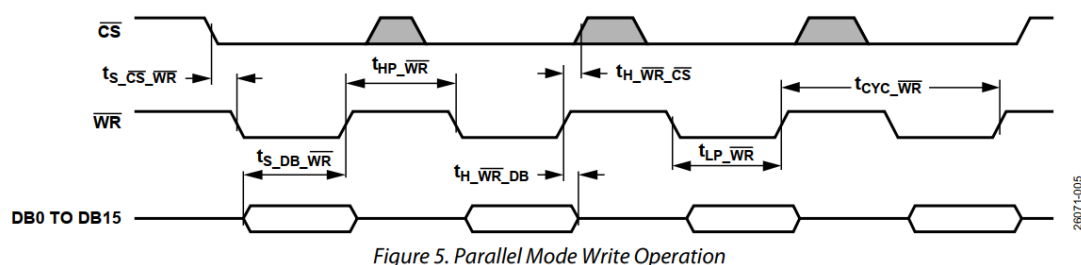 CS
tS_CS_WR
tHP_WR
tH_WR_CS
tCYC_WR
WR
tS_DB_WR
tH_WR_DB
tLP_WR
DB0 TO DB15
26071-005
Figure 5. Parallel Mode Write Operation